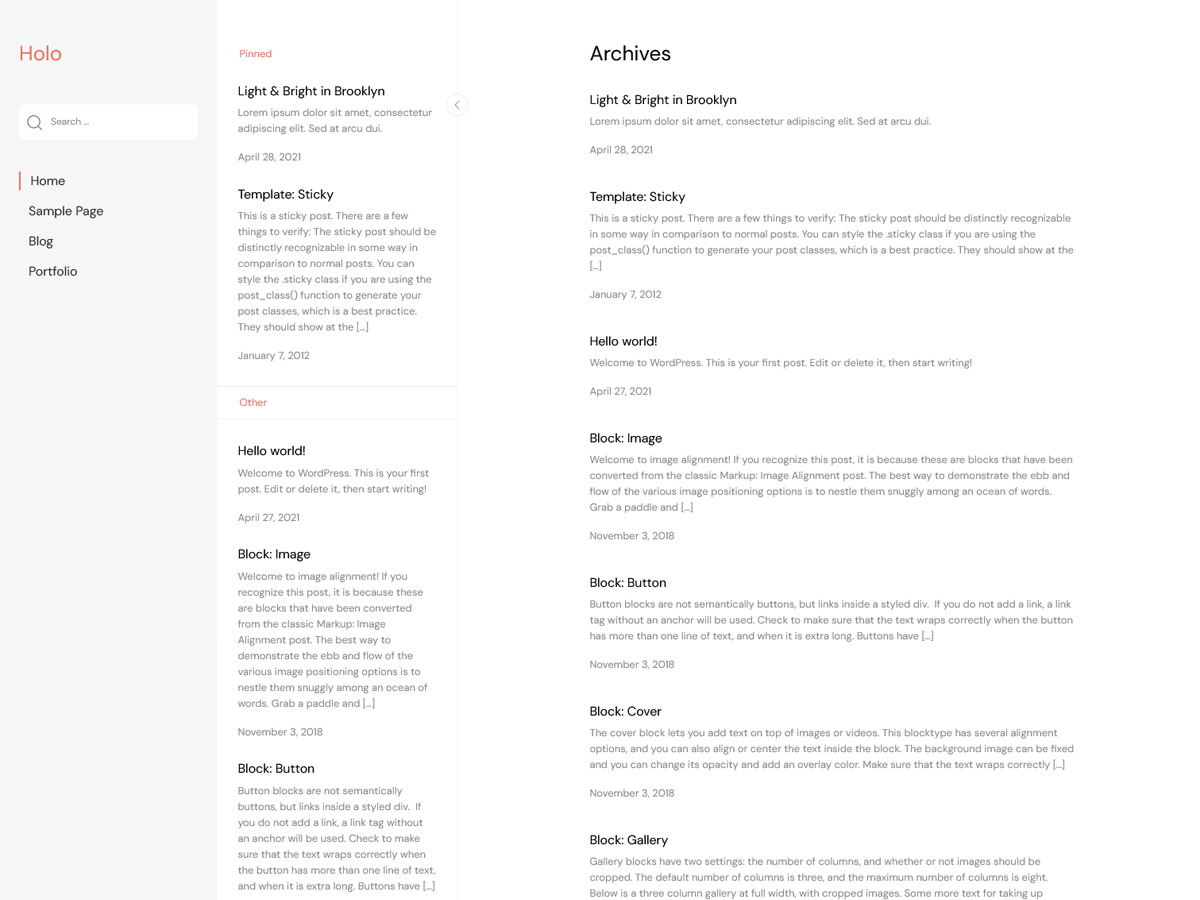 Holo
Search …
Home
Sample Page
Blog
Portfolio
Pinned
Light & Bright in Brooklyn
Lorem ipsum dolor sit amet, consectetur
adipiscing elit. Sed at arcu dui.
April 28, 2021
Template: Sticky
This is a sticky post. There are a few
things to verify: The sticky post should be
distinctly recognizable in some way in
comparison to normal posts. You can
style the .sticky class if you are using the
post_class() function to generate your
post classes, which is a best practice.
They should show at the […]
January 7, 2012
Other
Hello world!
Welcome to WordPress. This is your first
post. Edit or delete it, then start writing!
April 27, 2021
Block: Image
Welcome to image alignment! If you
recognize this post, it is because these
are blocks that have been converted
from the classic Markup: Image
Alignment post. The best way to
demonstrate the ebb and flow of the
various image positioning options is to
nestle them snuggly among an ocean of
words. Grab a paddle and […]
November 3, 2018
Block: Button
Button blocks are not semantically
buttons, but links inside a styled div.  If
you do not add a link, a link tag without
an anchor will be used. Check to make
sure that the text wraps correctly when
the button has more than one line of text,
and when it is extra long. Buttons have […]
Archives
Light & Bright in Brooklyn
Lorem ipsum dolor sit amet, consectetur adipiscing elit. Sed at arcu dui.
April 28, 2021
Template: Sticky
This is a sticky post. There are a few things to verify: The sticky post should be distinctly recognizable
in some way in comparison to normal posts. You can style the .sticky class if you are using the
post_class() function to generate your post classes, which is a best practice. They should show at the
[…]
January 7, 2012
Hello world!
Welcome to WordPress. This is your first post. Edit or delete it, then start writing!
April 27, 2021
Block: Image
Welcome to image alignment! If you recognize this post, it is because these are blocks that have been
converted from the classic Markup: Image Alignment post. The best way to demonstrate the ebb and
flow of the various image positioning options is to nestle them snuggly among an ocean of words.
Grab a paddle and […]
November 3, 2018
Block: Button
Button blocks are not semantically buttons, but links inside a styled div.  If you do not add a link, a link
tag without an anchor will be used. Check to make sure that the text wraps correctly when the button
has more than one line of text, and when it is extra long. Buttons have […]
November 3, 2018
Block: Cover
The cover block lets you add text on top of images or videos. This blocktype has several alignment
options, and you can also align or center the text inside the block. The background image can be fixed
and you can change its opacity and add an overlay color. Make sure that the text wraps correctly […]
November 3, 2018
Block: Gallery
Gallery blocks have two settings: the number of columns, and whether or not images should be
cropped. The default number of columns is three, and the maximum number of columns is eight.
Below is a three column gallery at full width, with cropped images. Some more text for taking up